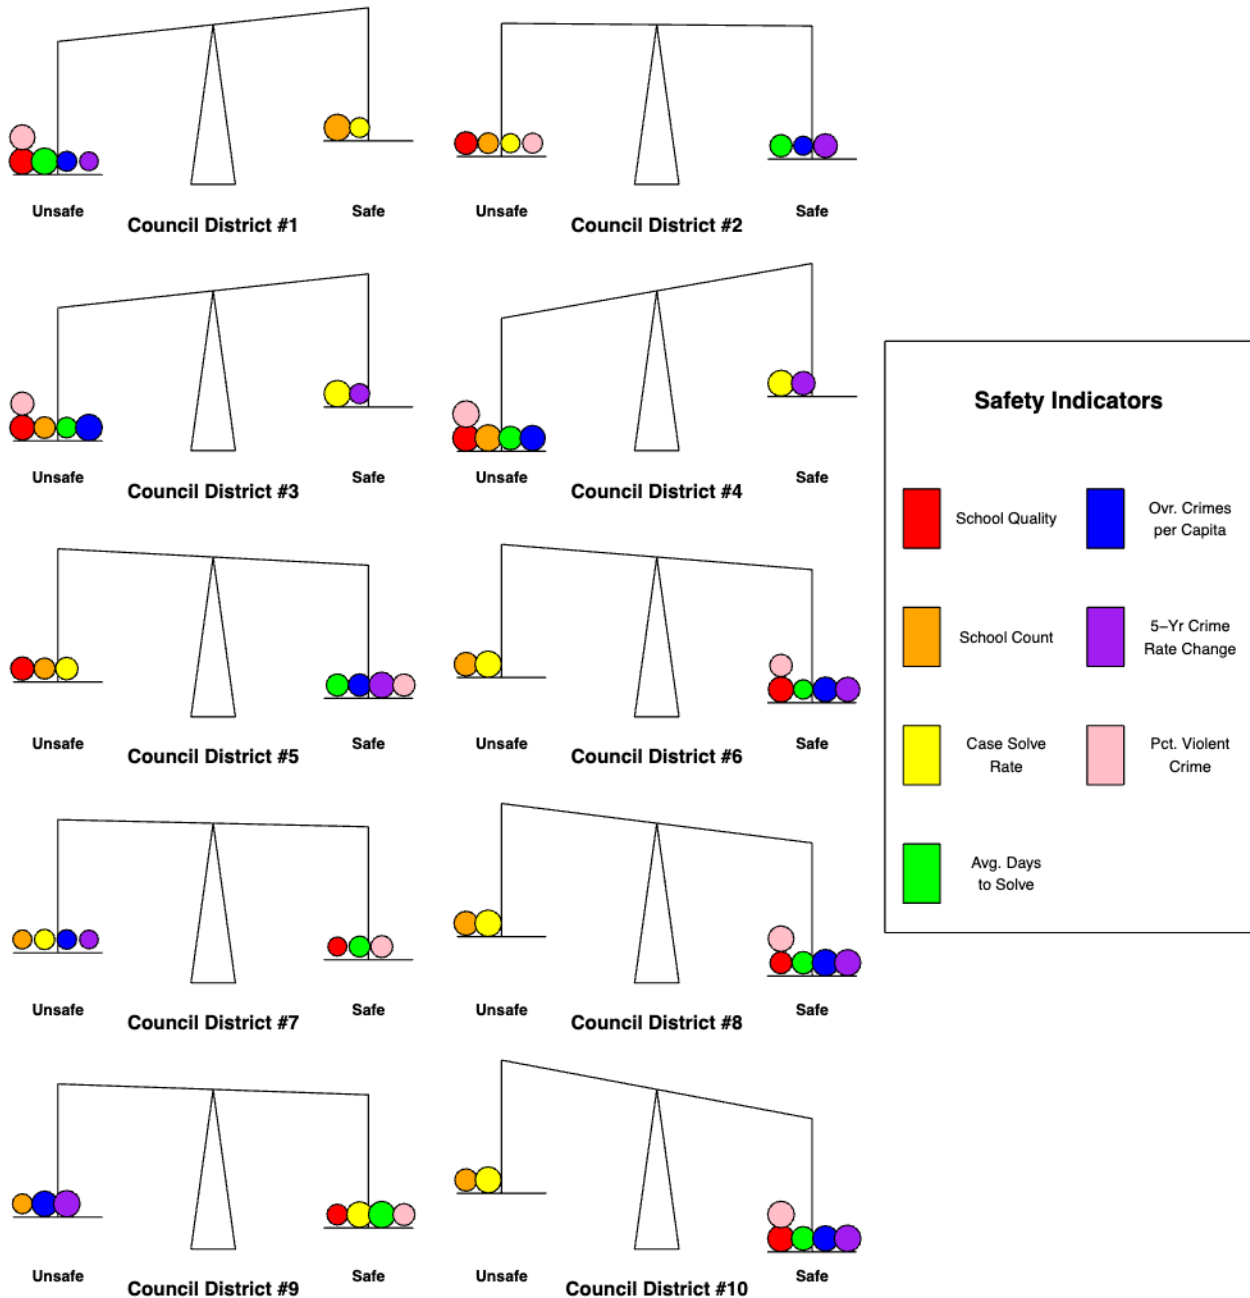 Unsafe
Safe
Council District #1
Unsafe
Safe
Council District #2
Unsafe
Safe
Council District #3
Unsafe
Safe
Council District #4
Safety Indicators
School Quality
Ovr. Crimes
per Capita
School Count
5−Yr Crime
Rate Change
Case Solve
Rate
Pct. Violent
Crime
Avg. Days
to Solve
Unsafe
Safe
Council District #5
Unsafe
Safe
Council District #6
Unsafe
Safe
Council District #7
Unsafe
Safe
Council District #8
Unsafe
Safe
Council District #9
Unsafe
Safe
Council District #10